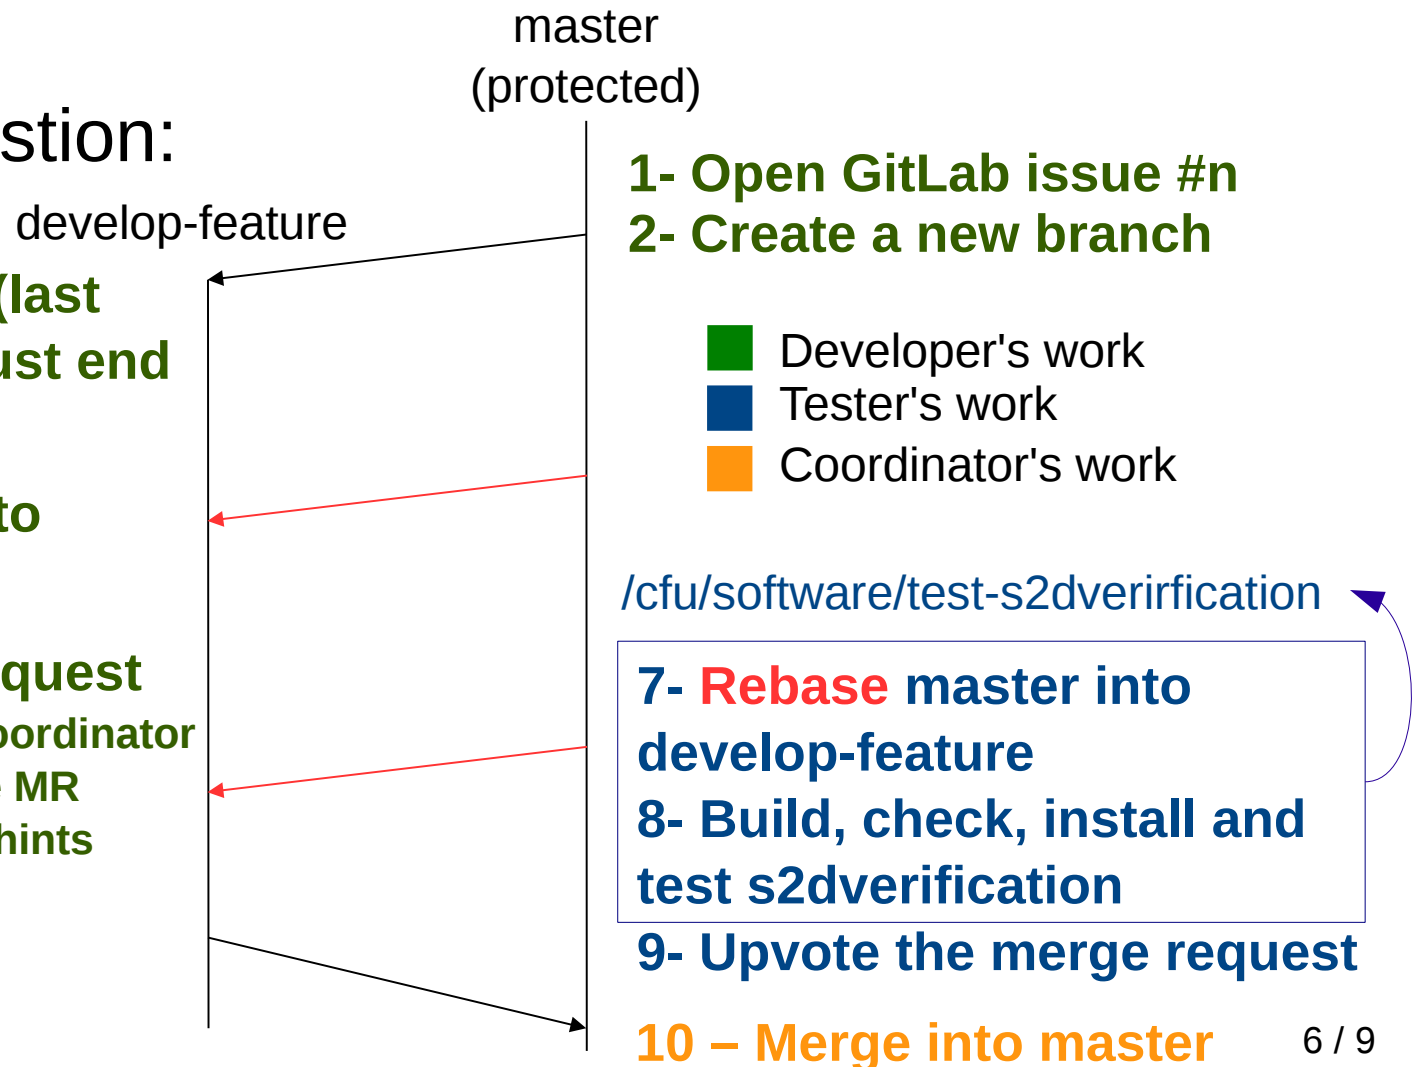 master
(protected)
stion:
1- Open GitLab issue #n
develop-feature
2- Create a new branch
(last
ust end
Developer's work
Tester's work
Coordinator's work
to
/cfu/software/test-s2dverirfication
quest
oordinator
e MR
hints
7- Rebase master into
develop-feature
8- Build, check, install and
test s2dverification
9- Upvote the merge request
10 – Merge into master
6 / 9